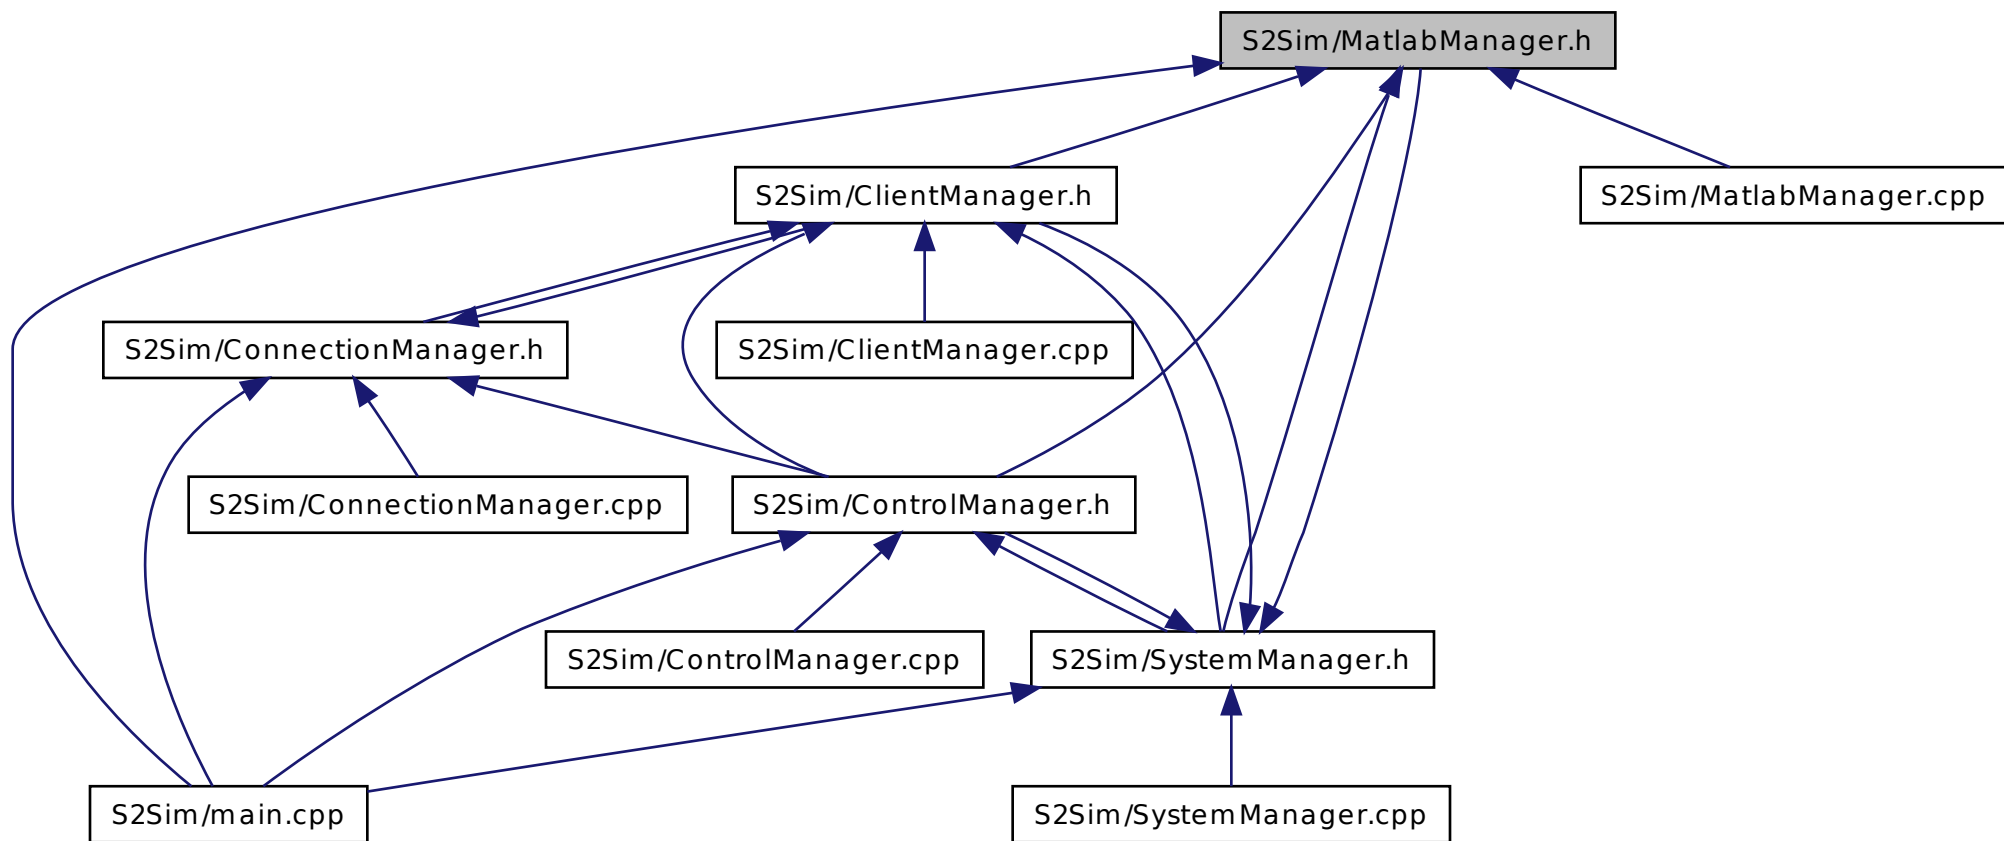 S2Sim/MatlabManager.h
S2Sim/ClientManager.h
S2Sim/MatlabManager.cpp
S2Sim/ConnectionManager.h
S2Sim/ClientManager.cpp
S2Sim/ConnectionManager.cpp
S2Sim/ControlManager.h
S2Sim/ControlManager.cpp
S2Sim/SystemManager.h
S2Sim/main.cpp
S2Sim/SystemManager.cpp